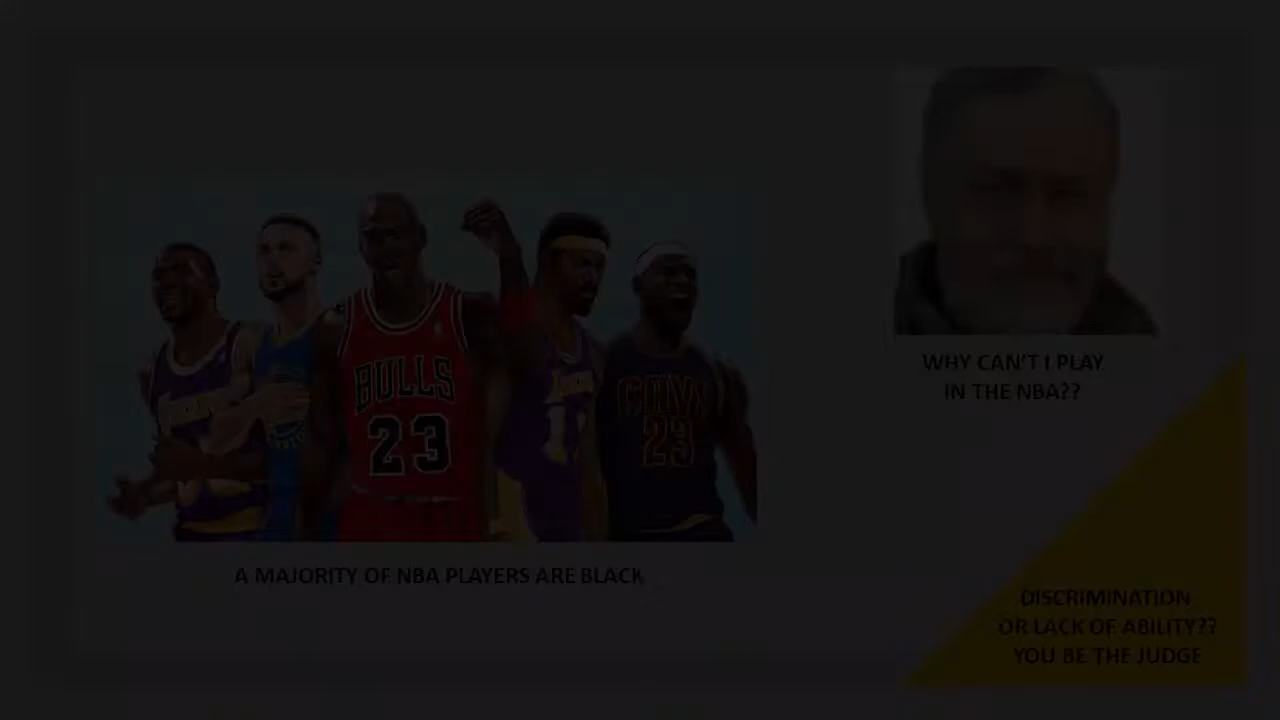 WHY CAN'T I PLAY
IN THE NBA??
BULLS
23
23
A MAJORITY OF NBA PLAYERS ARE BLACK
DISCRIMINATION
OR LACK OF ABILITY??
YOU BE THE JUDGE